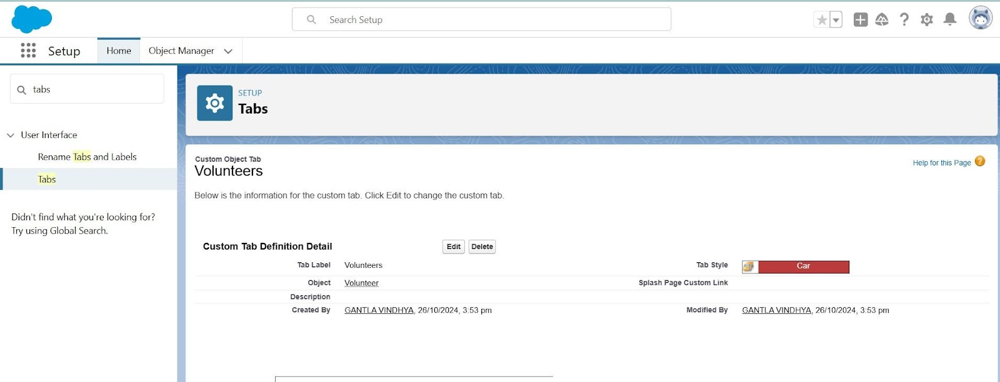 Search Setup
Setup
Home
Object Manager
tabs
User Interface
Rename Tabs and Labels
Tabs
Didn't find what you're looking for?
Try using Global Search.
SETUP
Tabs
Custom Object Tab
Volunteers
Help for this Page
Below is the information for the custom tab. Click Edit to change the custom tab.
Custom Tab Definition Detail Edit Delete
Tab Label Volunteers Tab Style Car
Object Volunteer Splash Page Custom Link
Description
Created By GANTLA VINDHYA, 26/10/2024, 3:53 pm Modified By GANTLA VINDHYA, 26/10/2024, 3:53 pm